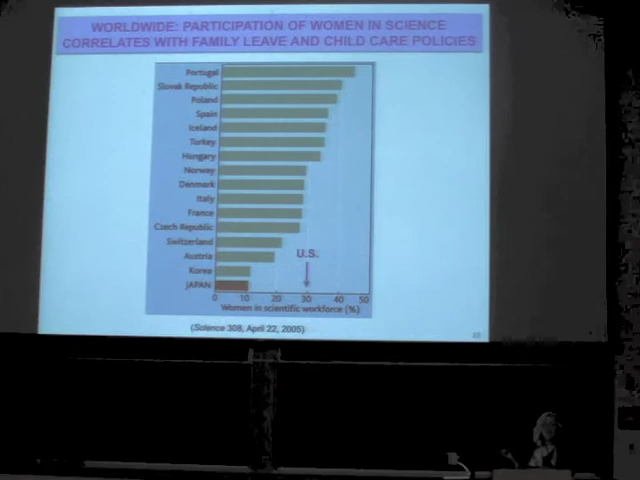 WORLDWIDE: PARTICIPATION OF WOMEN IN SCIENCE
CORRELATES WITH FAMILY LEAVE AND CHILD CARE POLICIES
Portugal
Slovak Republic
Poland
Spain
Iceland
Turkey
Hungary
Norway
Denmark
Italy
France
Czech Republic
Switzerland
Austria
Korea
JAPAN
U.S.
0 10 20 30 40 50
Women in scientific workforce (%)
(Science 308, April 22, 2005)